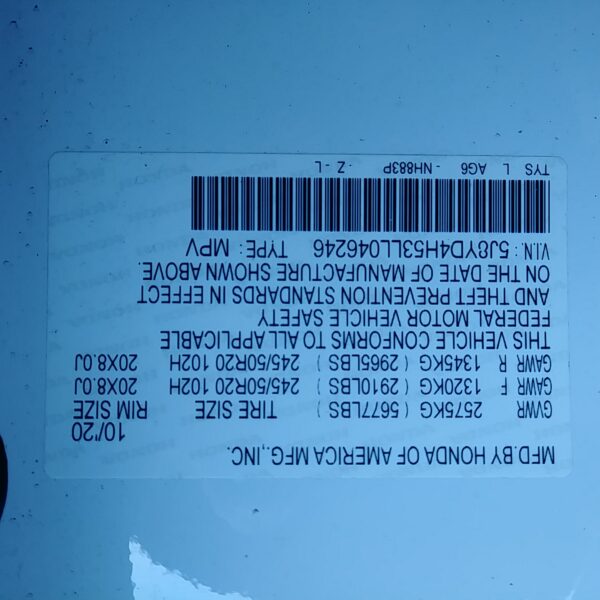 MFD.BY HONDA OF AMERICA MFG.,INC.
10/'20
GVWR 2575KG ( 5677LBS ) TIRE SIZE RIM SIZE
GAWR F 1320KG ( 2910LBS ) 245/50R20 102H 20X8.0J
GAWR R 1345KG ( 2965LBS ) 245/50R20 102H 20X8.0J
THIS VEHICLE CONFORMS TO ALL APPLICABLE
FEDERAL MOTOR VEHICLE SAFETY
AND THEFT PREVENTION STANDARDS IN EFFECT
ON THE DATE OF MANUFACTURE SHOWN ABOVE.
V.I.N.: 5J8YD4H53LL046246 TYPE: MPV
TYS L AG6 - NH883P - Z - L